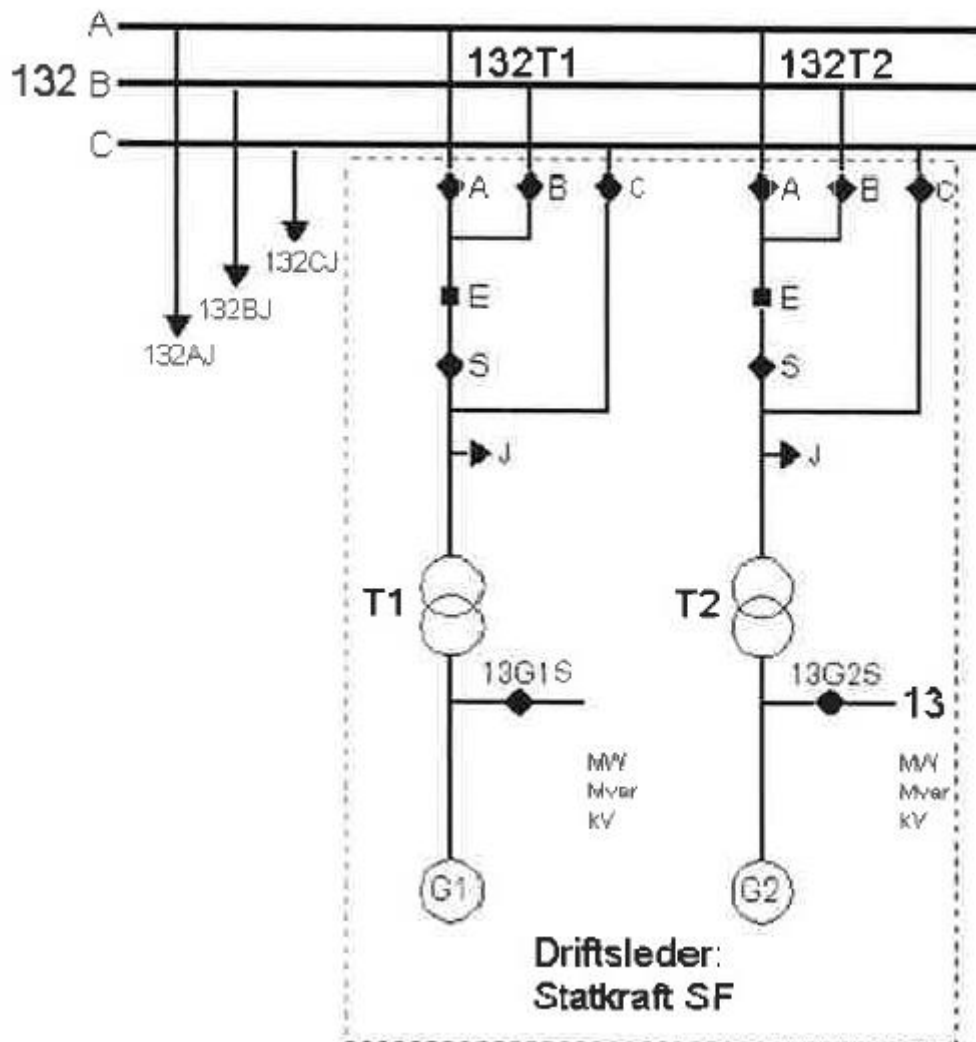 A
132 B
C
132T1
132T2
A
B
C
A
B
C
132CJ
132BJ
132AJ
E
E
S
S
J
J
T1
T2
13G1S
13G2S
13
MW
Mvar
kV
MW
Mvar
kV
G1
G2
Driftsleder:
Statkraft SF